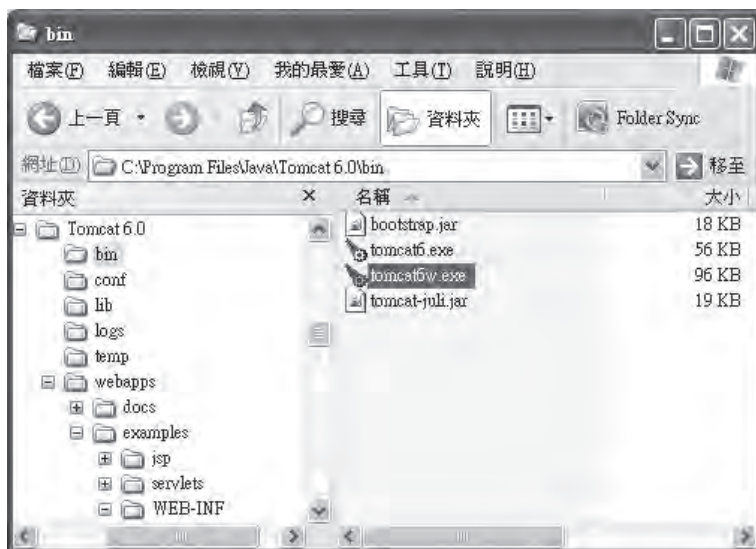 bin
檔案(F) 編輯(E) 檢視(V) 我的最愛(A) 工具(T) 說明(H)
上一頁 搜尋 資料夾 Folder Sync
網址(D) C:\Program Files\Java\Tomcat 6.0\bin 移至
資料夾 × 名稱 大小
Tomcat 6.0
bin
conf
lib
logs
temp
webapps
docs
examples
jsp
servlets
WEB-INF
bootstrap.jar 18 KB
tomcat6.exe 56 KB
tomcat6w.exe 96 KB
tomcat-juli.jar 19 KB